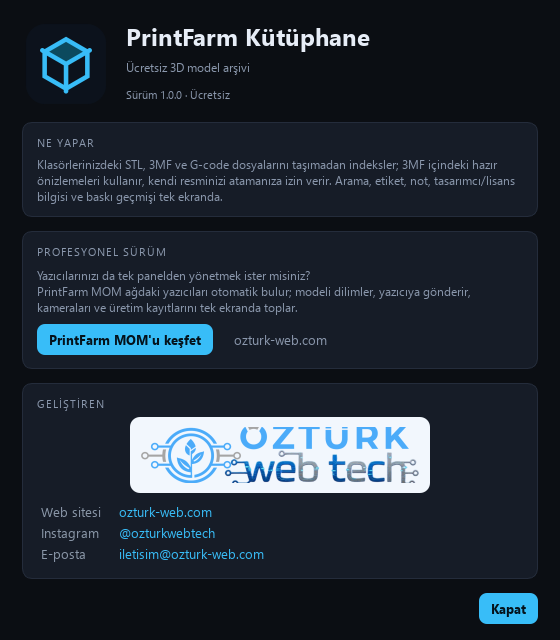 PrintFarm Kütüphane
Ücretsiz 3D model arşivi
Sürüm 1.0.0 · Ücretsiz
NE YAPAR
Klasörlerinizdeki STL, 3MF ve G-code dosyalarını taşımadan indeksler; 3MF içindeki hazır
önizlemeleri kullanır, kendi resminizi atamanıza izin verir. Arama, etiket, not, tasarımcı/lisans
bilgisi ve baskı geçmişi tek ekranda.
PROFESYONEL SÜRÜM
Yazıcılarınızı da tek panelden yönetmek ister misiniz?
PrintFarm MOM ağdaki yazıcıları otomatik bulur; modeli dilimler, yazıcıya gönderir,
kameraları ve üretim kayıtlarını tek ekranda toplar.
PrintFarm MOM'u keşfet
ozturk-web.com
GELİŞTİREN
ÖZTÜRK
web tech
Web sitesi ozturk-web.com
Instagram @ozturkwebtech
E-posta iletisim@ozturk-web.com
Kapat